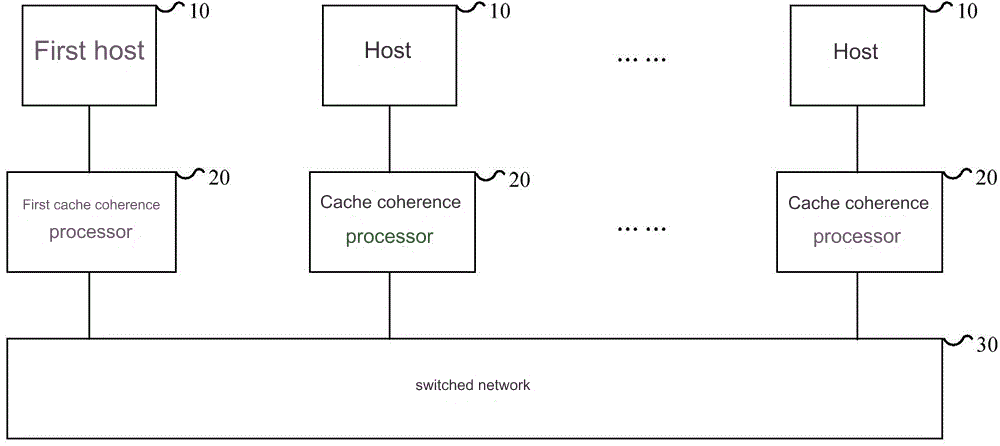 10
10
10
First host
Host
... ...
Host
20
20
20
First cache coherence
processor
Cache coherence
processor
... ...
Cache coherence
processor
30
switched network